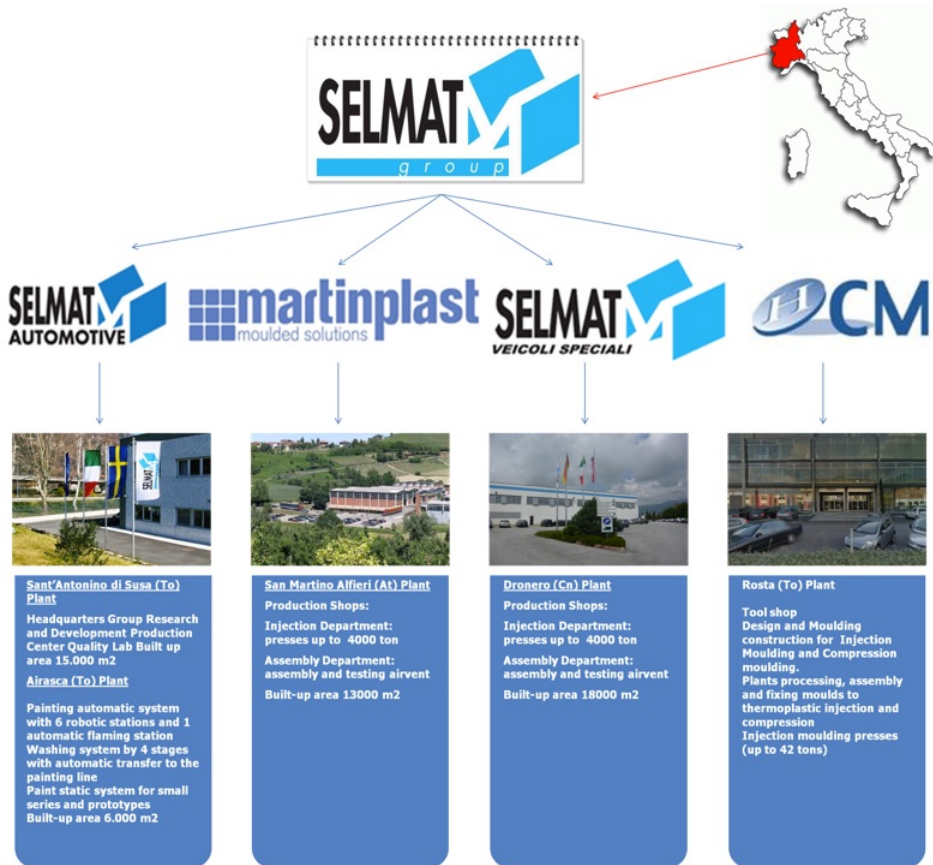 SELMAT
group
SELMAT
AUTOMOTIVE
martinplast
moulded solutions
SELMAT
VEICOLI SPECIALI
H CM
SELMAT
Sant'Antonino di Susa (To)
Plant
Headquarters Group Research
and Development Production
Center Quality Lab Built up
area 15.000 m2
Airasca (To) Plant
Painting automatic system
with 6 robotic stations and 1
automatic flaming station
Washing system by 4 stages
with automatic transfer to the
painting line
Paint static system for small
series and prototypes
Built-up area 6.000 m2
San Martino Alfieri (At) Plant
Production Shops:
Injection Department:
presses up to 4000 ton
Assembly Department:
assembly and testing airvent
Built-up area 13000 m2
Dronero (Cn) Plant
Production Shops:
Injection Department:
presses up to 4000 ton
Assembly Department:
assembly and testing airvent
Built-up area 18000 m2
Rosta (To) Plant
Tool shop
Design and Moulding
construction for Injection
Moulding and Compression
moulding.
Plants processing, assembly
and fixing moulds to
thermoplastic injection and
compression
Injection moulding presses
(up to 42 tons)